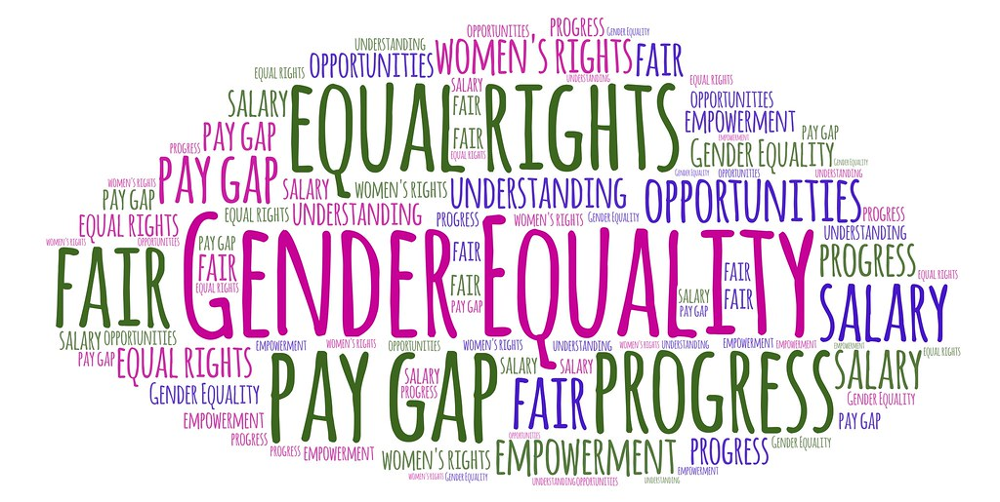 PROGRESS Gender Equality
OPPORTUNITIES
UNDERSTANDING WOMEN'S RIGHTS FAIR
OPPORTUNITIES
EQUAL RIGHTS UNDERSTANDING EQUAL RIGHTS
SALARY EQUAL SALARY RIGHTS OPPORTUNITIES
FAIR
EMPOWERMENT
PAY GAP FAIR PAY GAP
EMPOWERMENT
PROGRESS EQUAL RIGHTS Gender Equality Gender Equality
PAY GAP Gender Equality OPPORTUNITIES UNDERSTANDING
WOMEN'S RIGHTS SALARY WOMEN'S RIGHTS UNDERSTANDING OPPORTUNITIES
PAY GAP
EQUAL RIGHTS UNDERSTANDING PROGRESS WOMEN'S RIGHTS Gender Equality PROGRESS
EQUAL RIGHTS
WOMEN'S RIGHTS OPPORTUNITIES PAY GAP UNDERSTANDING
FAIR Gender Equality PROGRESS
FAIR FAIR FAIR
EQUAL RIGHTS FAIR SALARY FAIR EQUAL RIGHTS
PAY GAP PAY GAP SALARY
SALARY OPPORTUNITIES EMPOWERMENT WOMEN'S RIGHTS OPPORTUNITIES WOMEN'S RIGHTS UNDERSTANDING WOMEN'S RIGHTS UNDERSTANDING EMPOWERMENT EMPOWERMENT EMPOWERMENT
PAY GAP EQUAL RIGHTS SALARY SALARY SALARY EQUAL RIGHTS
PAY GAP SALARY PROGRESS
PROGRESS FAIR
Gender Equality Gender Equality
EMPOWERMENT PAY GAP
PROGRESS OPPORTUNITIES Gender Equality
PROGRESS EMPOWERMENT WOMEN'S RIGHTS EMPOWERMENT PROGRESS
EMPOWERMENT
WOMEN'S RIGHTS Gender Equality UNDERSTANDING OPPORTUNITIES UNDERSTANDING